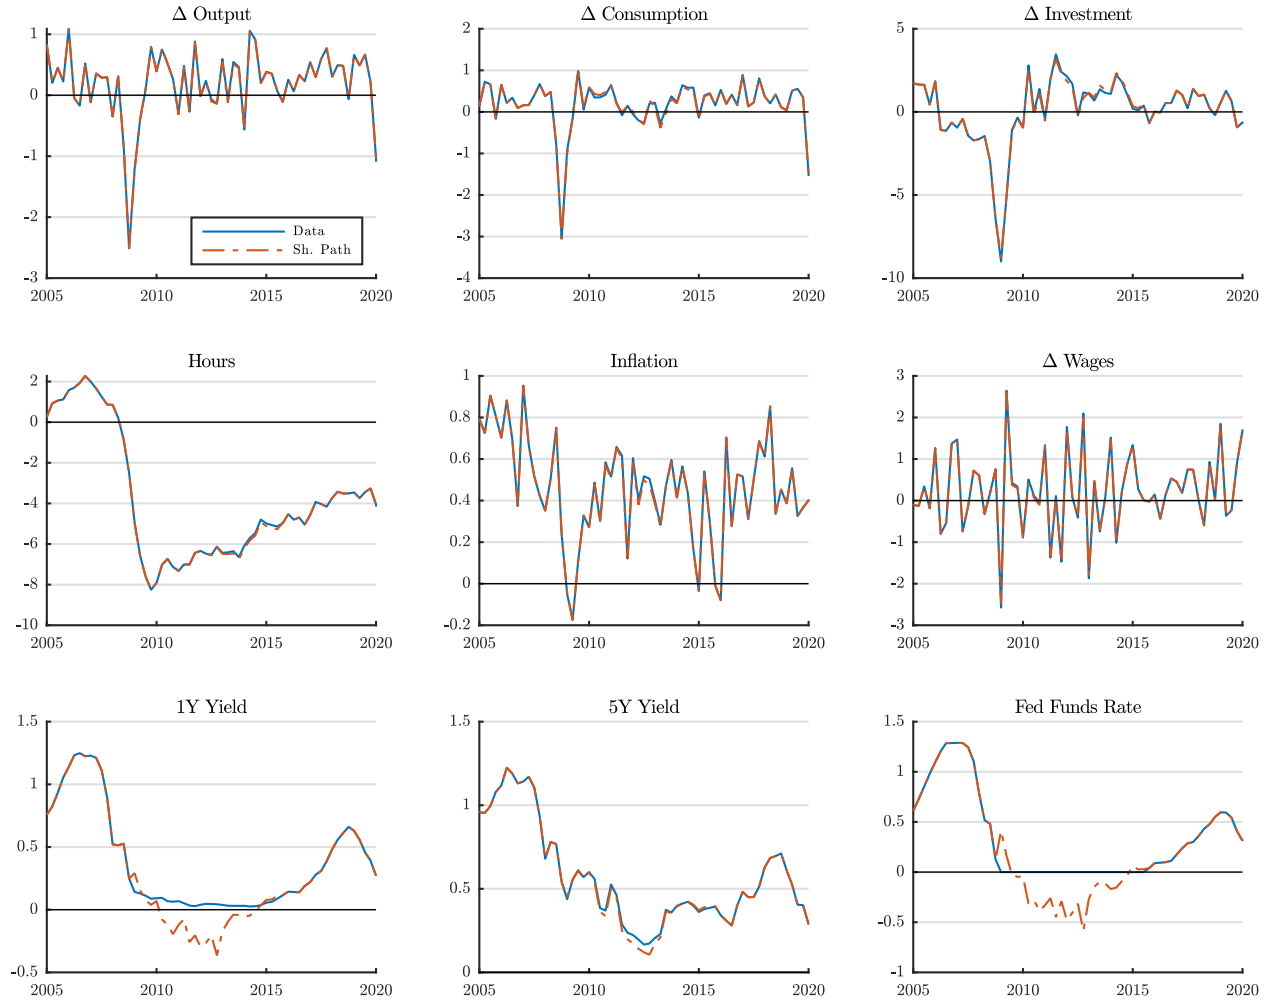 Δ Output
1
0
-1
-2
-3
2005 2010 2015 2020
Data
Sh. Path
Δ Consumption
2
1
0
-1
-2
-3
-4
2005 2010 2015 2020
Δ Investment
5
0
-5
-10
2005 2010 2015 2020
Hours
2
0
-2
-4
-6
-8
-10
2005 2010 2015 2020
Inflation
1
0.8
0.6
0.4
0.2
0
-0.2
2005 2010 2015 2020
Δ Wages
3
2
1
0
-1
-2
-3
2005 2010 2015 2020
1Y Yield
1.5
1
0.5
0
-0.5
2005 2010 2015 2020
5Y Yield
1.5
1
0.5
0
2005 2010 2015 2020
Fed Funds Rate
1.5
1
0.5
0
-0.5
-1
2005 2010 2015 2020